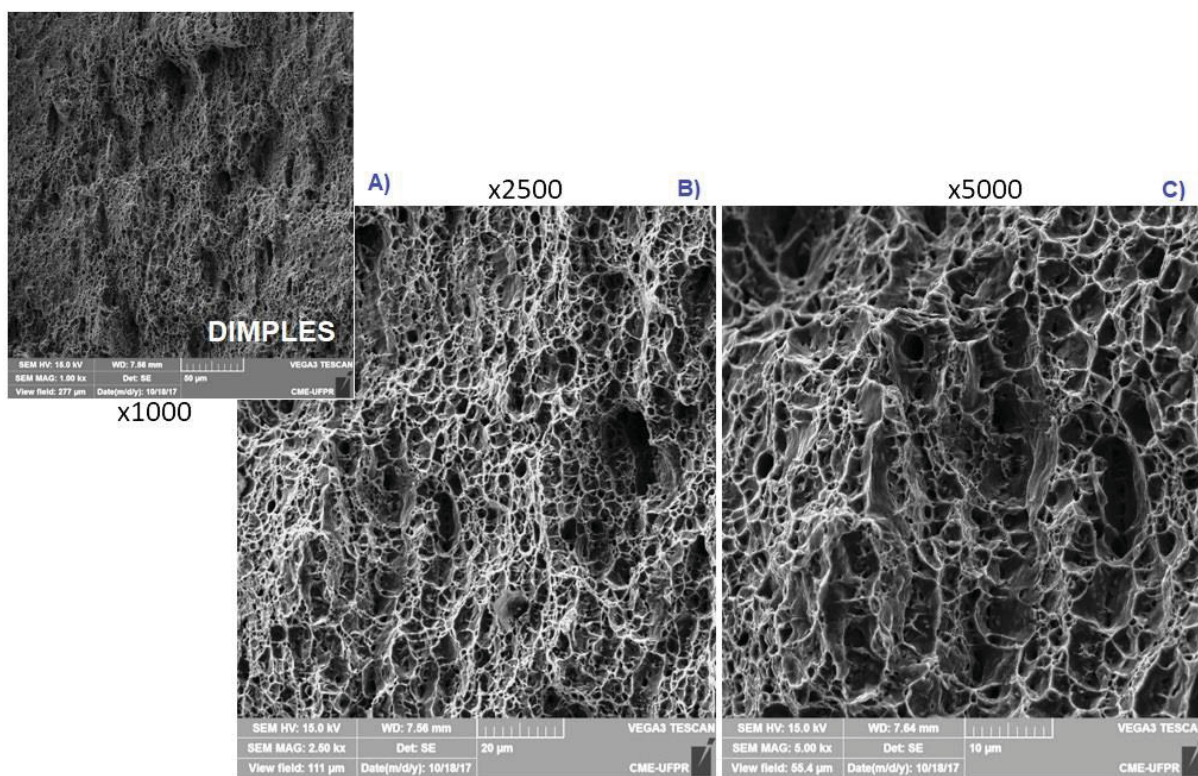 A)
x2500
B)
x5000
C)
DIMPLES
SEM HV: 15.0 kV WD: 7.56 mm VEGA3 TESCAN
SEM MAG: 1.00 kx Det: SE 50 µm
View field: 277 µm Date(m/d/y): 10/18/17 CME-UFPR
x1000
SEM HV: 15.0 kV WD: 7.56 mm VEGA3 TESCAN
SEM MAG: 2.50 kx Det: SE 20 µm
View field: 111 µm Date(m/d/y): 10/18/17 CME-UFPR
SEM HV: 15.0 kV WD: 7.64 mm VEGA3 TESCAN
SEM MAG: 5.00 kx Det: SE 10 µm
View field: 55.4 µm Date(m/d/y): 10/18/17 CME-UFPR